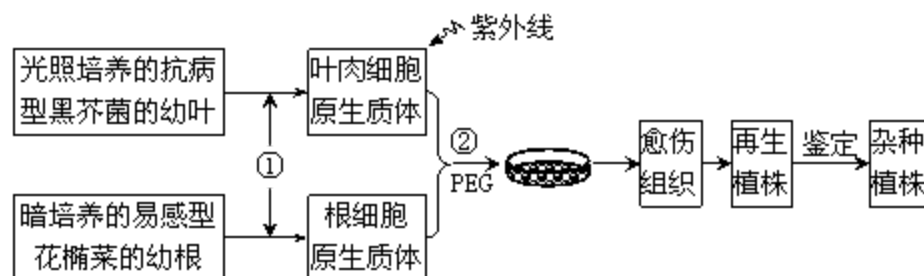 紫外线
光照培养的抗病
型黑芥菌的幼叶
叶肉细胞
原生质体
①
②
PEG
愈伤
组织
再生
植株
鉴定
杂种
植株
暗培养的易感型
花椭菜的幼根
根细胞
原生质体